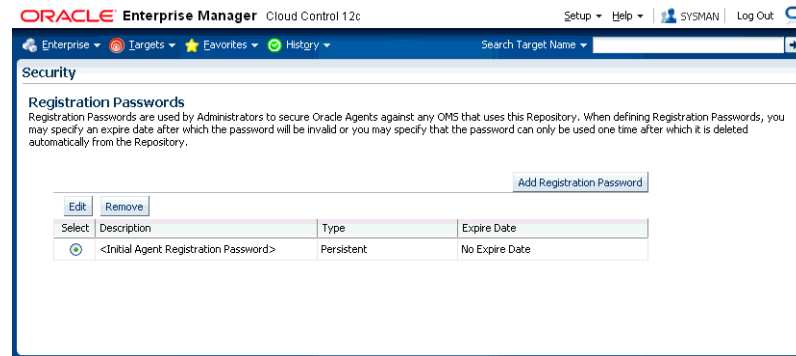 ORACLE Enterprise Manager Cloud Control 12c
Setup Help SYSMAN Log Out
Enterprise Targets Favorites History Search Target Name
Security
Registration Passwords
Registration Passwords are used by Administrators to secure Oracle Agents against any OMS that uses this Repository. When defining Registration Passwords, you
may specify an expire date after which the password will be invalid or you may specify that the password can only be used one time after which it is deleted
automatically from the Repository.
Add Registration Password
Edit Remove
Select Description Type Expire Date
<Initial Agent Registration Password> Persistent No Expire Date